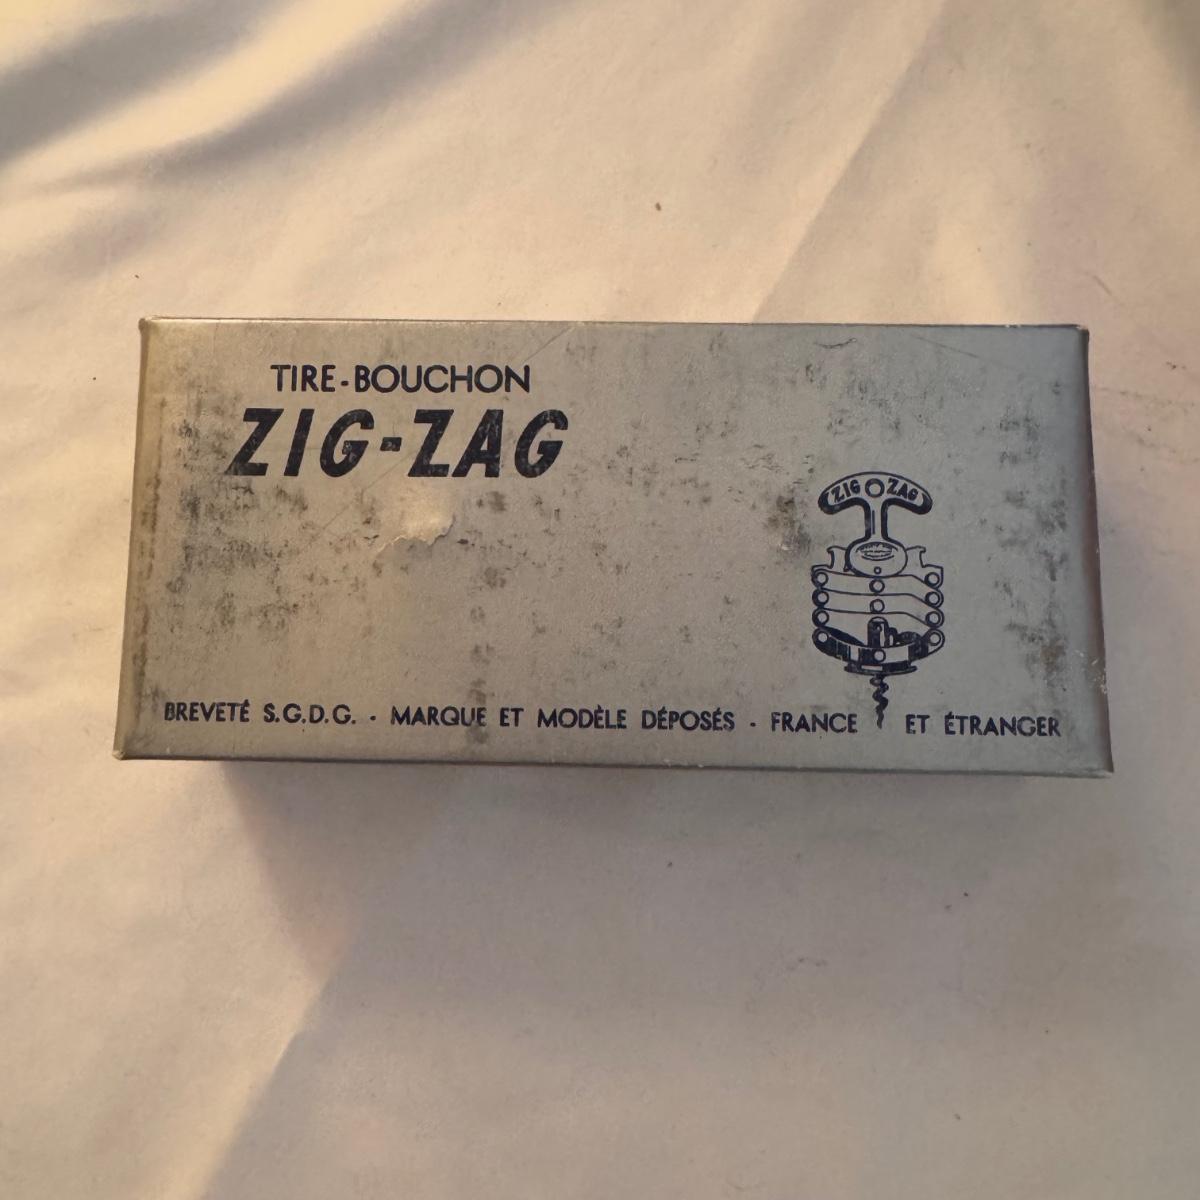 TIRE-BOUCHON
ZIG-ZAG
ZIG ZAG
BREVETÉ S.G.D.G. - MARQUE ET MODÈLE DÉPOSÉS - FRANCE ET ÉTRANGER